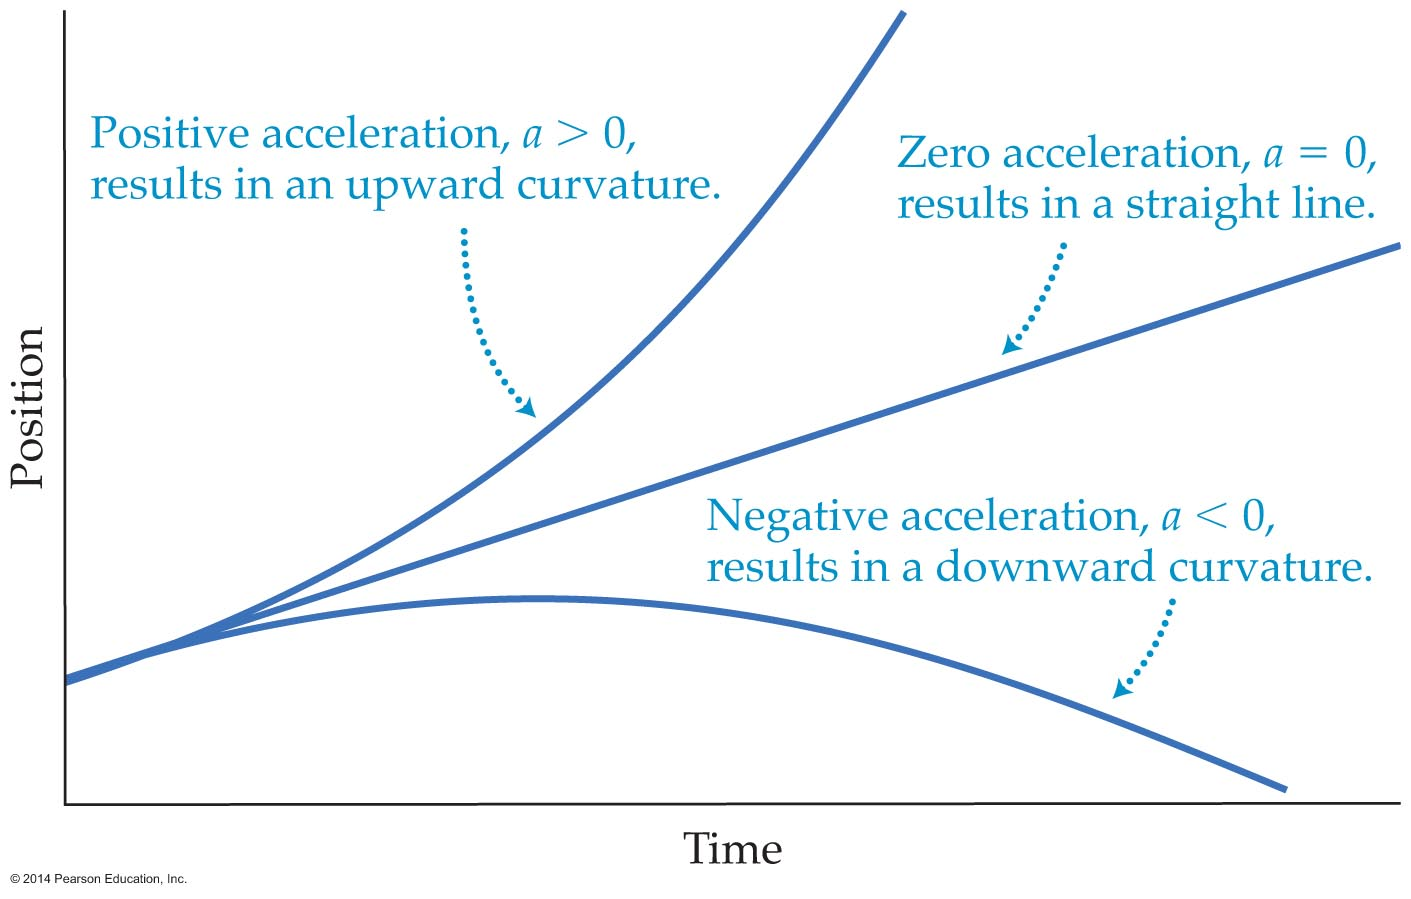 Positive acceleration, a > 0,
results in an upward curvature.
Zero acceleration, a = 0,
results in a straight line.
Position
Negative acceleration, a < 0,
results in a downward curvature.
Time
© 2014 Pearson Education, Inc.